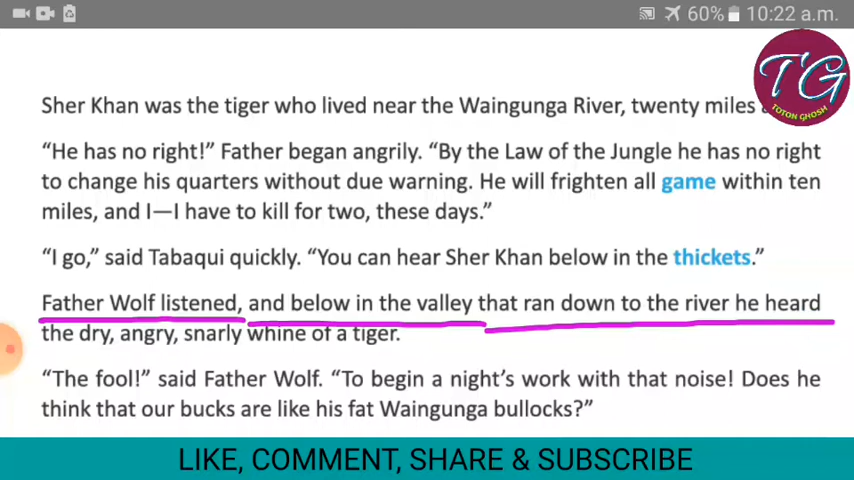 60% 10:22 a.m.
TG
TOTON GHOSH
Sher Khan was the tiger who lived near the Waingunga River, twenty miles
“He has no right!” Father began angrily. “By the Law of the Jungle he has no right
to change his quarters without due warning. He will frighten all game within ten
miles, and I—I have to kill for two, these days.”
“I go,” said Tabaqui quickly. “You can hear Sher Khan below in the thickets.”
Father Wolf listened, and below in the valley that ran down to the river he heard
the dry, angry, snarly whine of a tiger.
“The fool!” said Father Wolf. “To begin a night’s work with that noise! Does he
think that our bucks are like his fat Waingunga bullocks?”
LIKE, COMMENT, SHARE & SUBSCRIBE